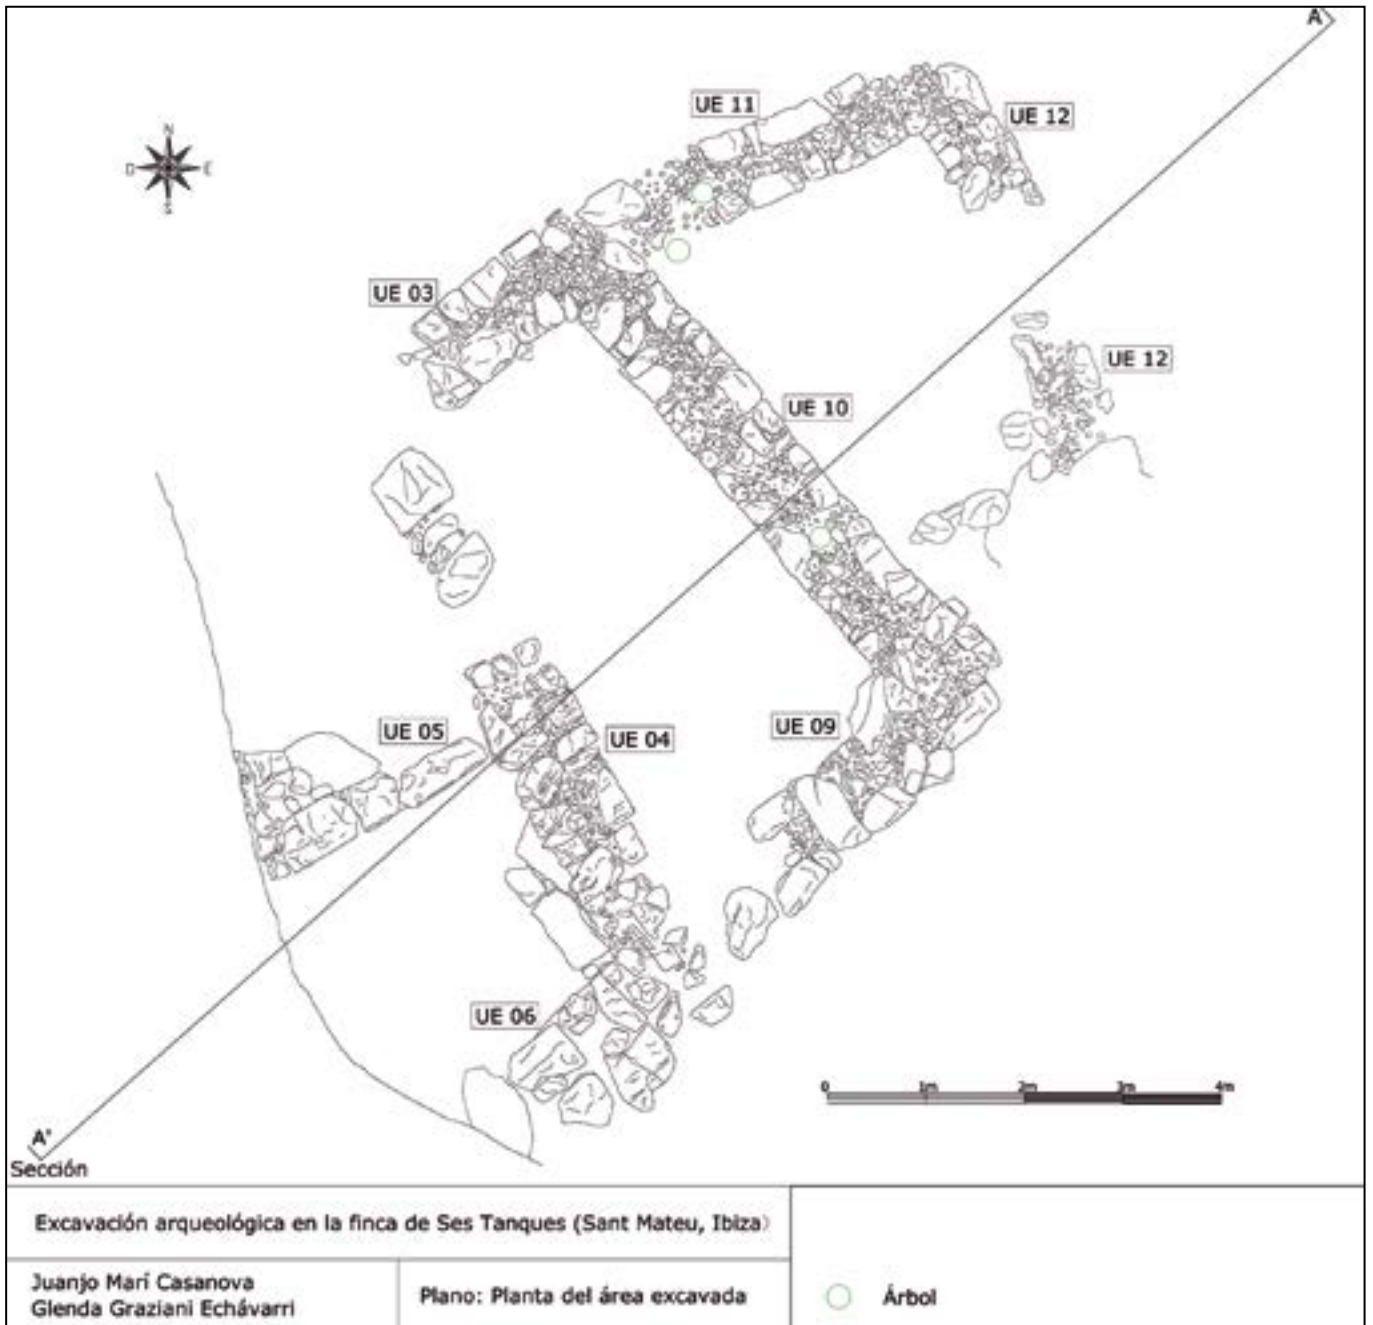 A
UE 11
UE 12
N
O E
S
UE 03
UE 12
UE 10
UE 05
UE 04
UE 09
UE 06
0 1m 2m 3m 4m
A'
Sección
Excavación arqueológica en la finca de Ses Tanques (Sant Mateu, Ibiza)
Juanjo Marí Casanova
Glenda Graziani Echávarri
Plano: Planta del área excavada
Árbol